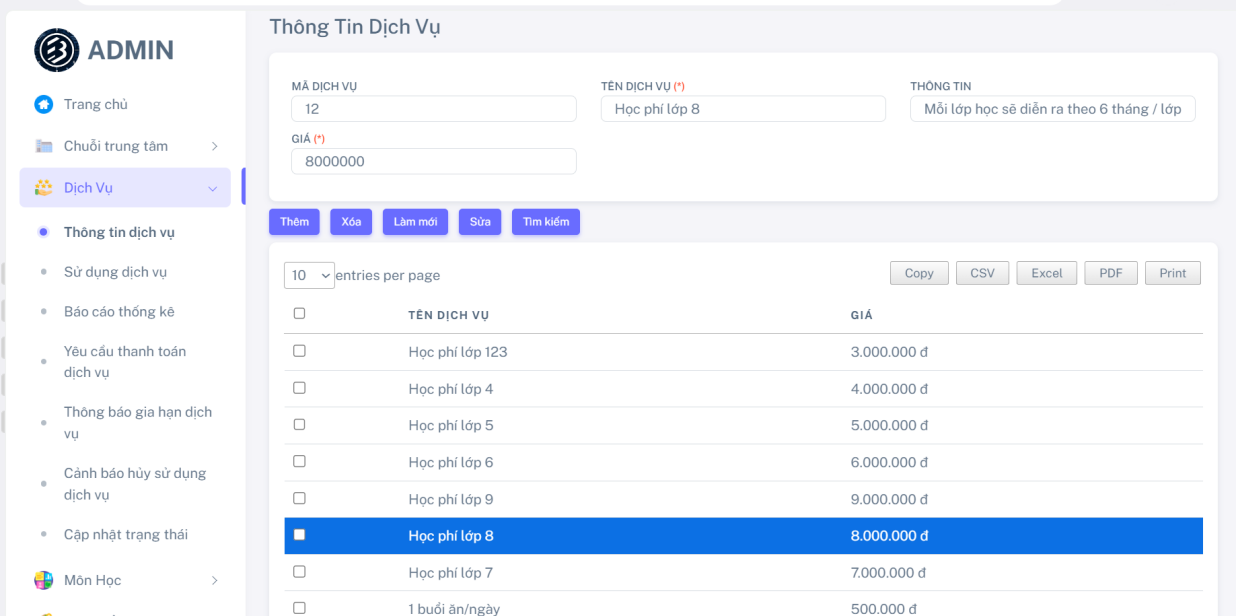 Thông Tin Dịch Vụ
ADMIN
Trang chủ
Chuỗi trung tâm
Dịch Vụ
Thông tin dịch vụ
Sử dụng dịch vụ
Báo cáo thống kê
Yêu cầu thanh toán
dịch vụ
Thông báo gia hạn dịch
vụ
Cảnh báo hủy sử dụng
dịch vụ
Cập nhật trạng thái
Môn Học
MÃ DỊCH VỤ
12
TÊN DỊCH VỤ (*)
Học phí lớp 8
THÔNG TIN
Mỗi lớp học sẽ diễn ra theo 6 tháng / lớp
GIÁ (*)
8000000
Thêm Xóa Làm mới Sửa Tìm kiếm
10 entries per page
Copy CSV Excel PDF Print
TÊN DỊCH VỤ GIÁ
Học phí lớp 123 3.000.000 đ
Học phí lớp 4 4.000.000 đ
Học phí lớp 5 5.000.000 đ
Học phí lớp 6 6.000.000 đ
Học phí lớp 9 9.000.000 đ
Học phí lớp 8 8.000.000 đ
Học phí lớp 7 7.000.000 đ
1 buổi ăn/ngày 500.000 đ